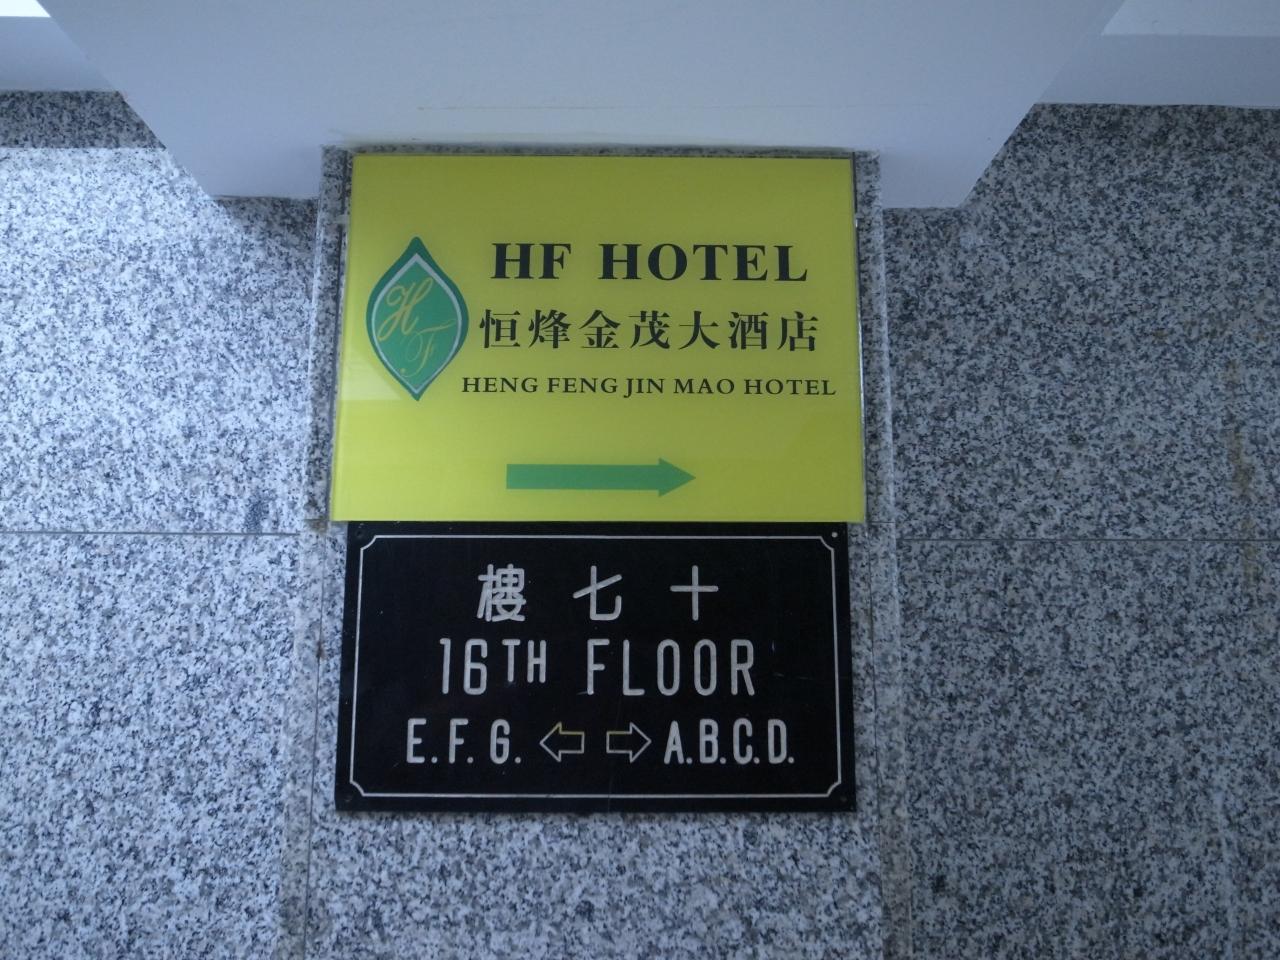 HF HOTEL
恒烽金茂大酒店
HENG FENG JIN MAO HOTEL
HF
樓七十
16TH FLOOR
E.F.G. ⇦ ⇨ A.B.C.D.